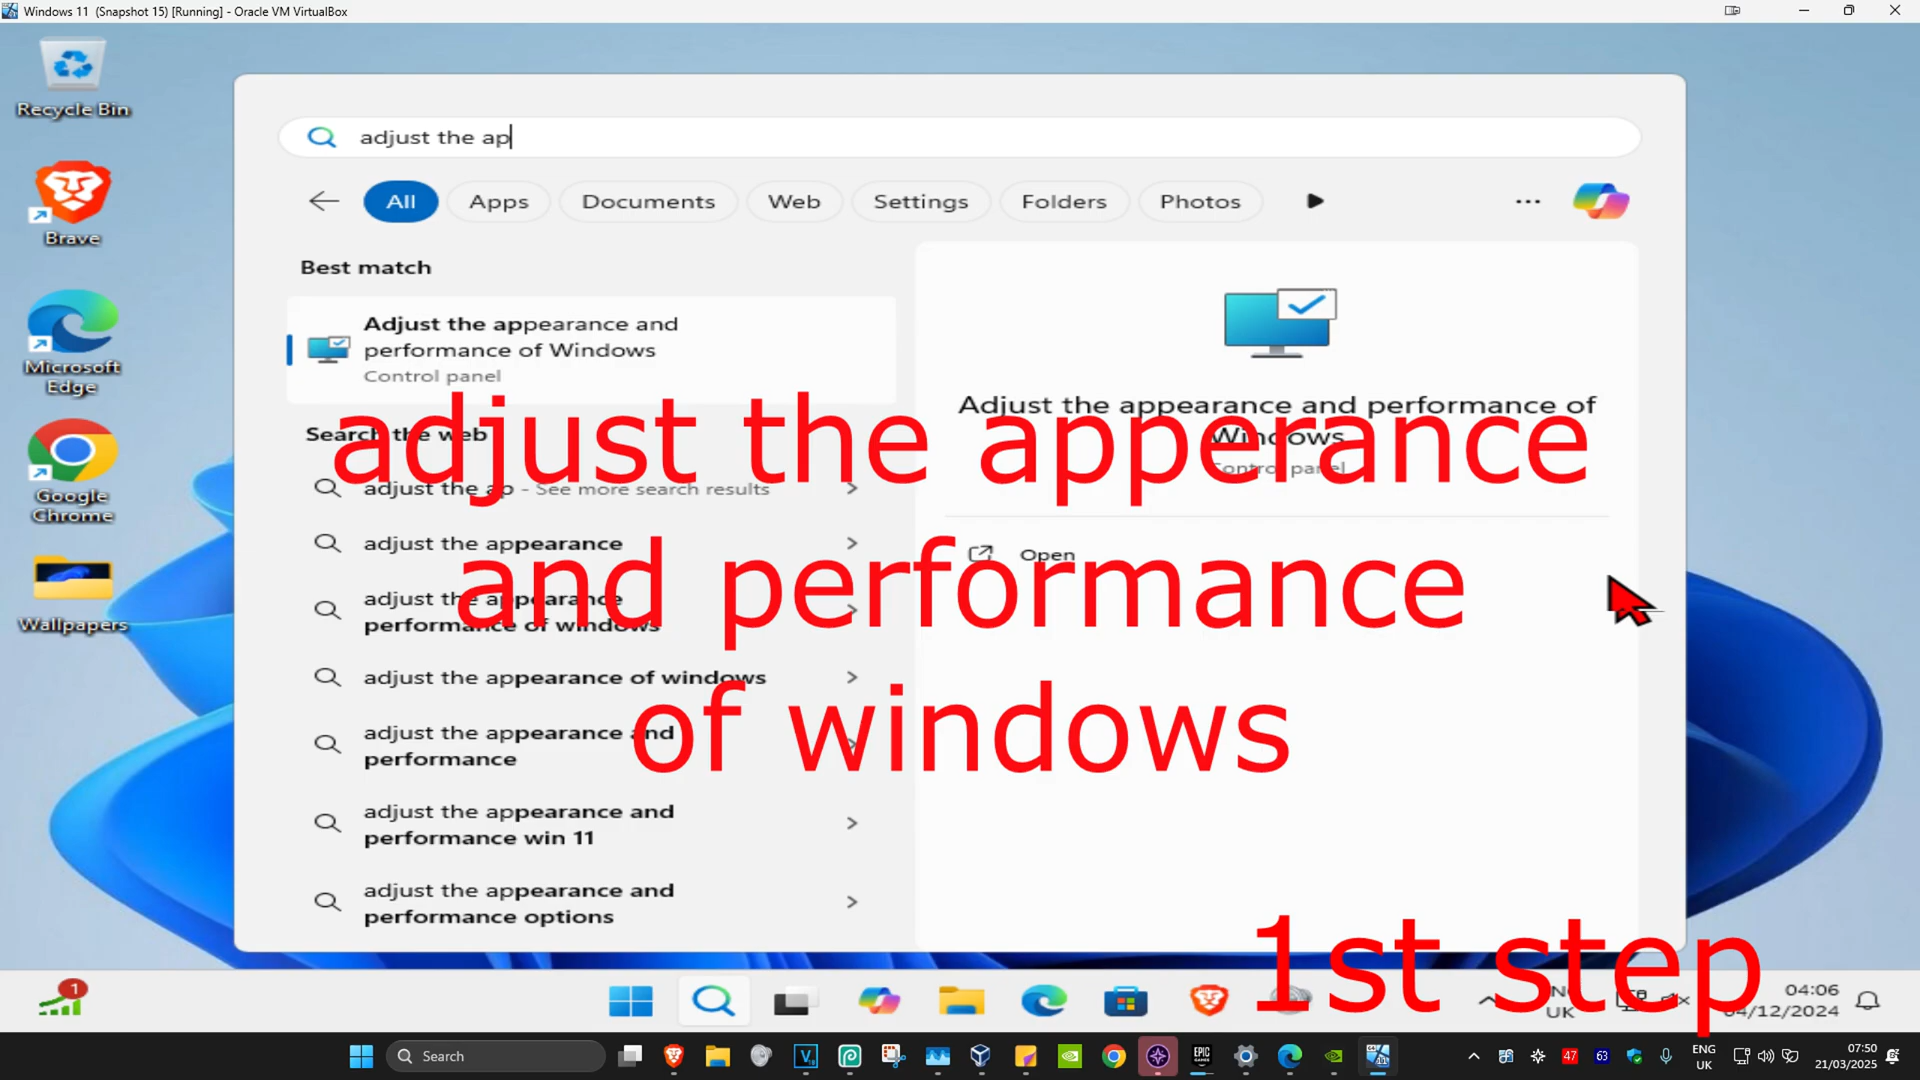 Windows 11 (Snapshot 15) [Running] - Oracle VM VirtualBox
Recycle Bin
Brave
Microsoft
Edge
Google
Chrome
Wallpapers
adjust the ap
All
Apps
Documents
Web
Settings
Folders
Photos
Best match
Adjust the appearance and
performance of Windows
Control panel
Search the web
adjust the ap - See more search results
adjust the appearance
adjust the appearance
performance of windows
adjust the appearance of windows
adjust the appearance and
performance
adjust the appearance and
performance win 11
adjust the appearance and
performance options
Adjust the appearance and performance of
Windows
Control panel
Open
adjust the apperance
and performance
of windows
1st step
1
UK
04:06
04/12/2024
Search
EPIC
GAMES
47
63
ENG
UK
07:50
21/03/2025